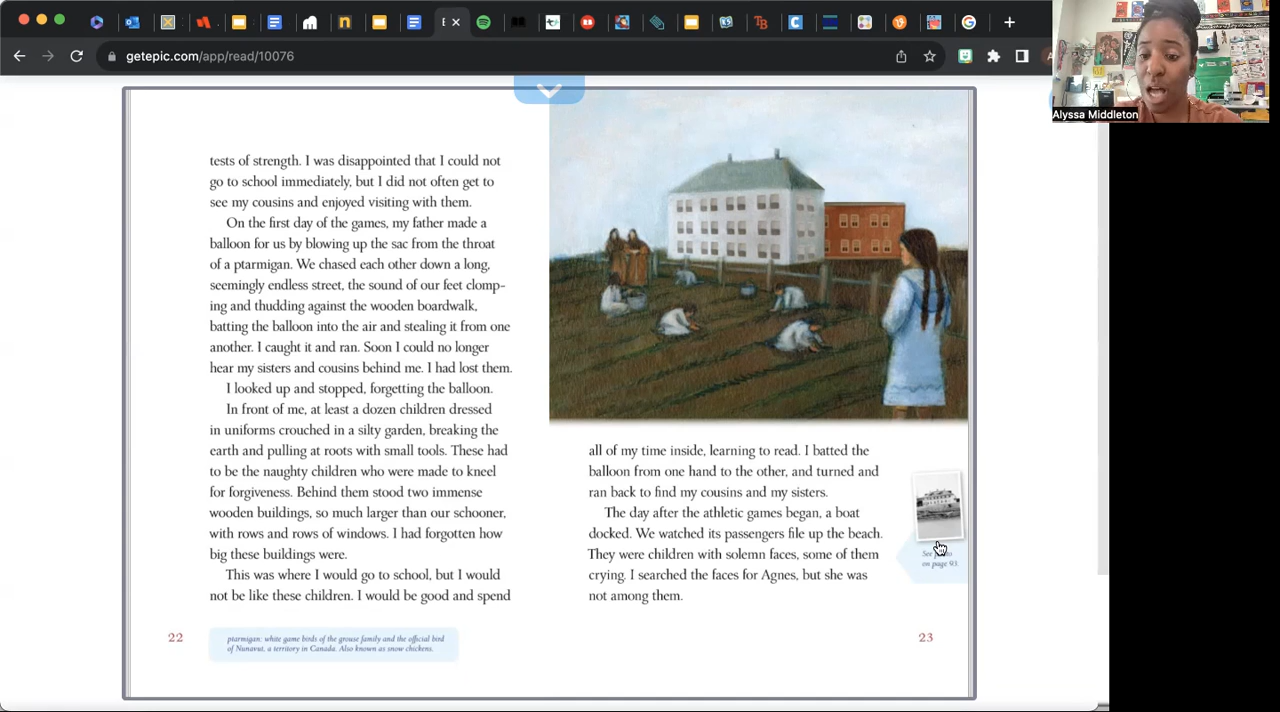 getepic.com/app/read/10076
Alyssa Middleton
tests of strength. I was disappointed that I could not
go to school immediately, but I did not often get to
see my cousins and enjoyed visiting with them.
On the first day of the games, my father made a
balloon for us by blowing up the sac from the throat
of a ptarmigan. We chased each other down a long,
seemingly endless street, the sound of our feet clomp-
ing and thudding against the wooden boardwalk,
batting the balloon into the air and stealing it from one
another. I caught it and ran. Soon I could no longer
hear my sisters and cousins behind me. I had lost them.
I looked up and stopped, forgetting the balloon.
In front of me, at least a dozen children dressed
in uniforms crouched in a silty garden, breaking the
earth and pulling at roots with small tools. These had
to be the naughty children who were made to kneel
for forgiveness. Behind them stood two immense
wooden buildings, so much larger than our schooner,
with rows and rows of windows. I had forgotten how
big these buildings were.
This was where I would go to school, but I would
not be like these children. I would be good and spend
22
ptarmigan: white game birds of the grouse family and the official bird
of Nunavut, a territory in Canada. Also known as snow chickens.
all of my time inside, learning to read. I batted the
balloon from one hand to the other, and turned and
ran back to find my cousins and my sisters.
The day after the athletic games began, a boat
docked. We watched its passengers file up the beach.
They were children with solemn faces, some of them
crying. I searched the faces for Agnes, but she was
not among them.
See
on page 93.
23